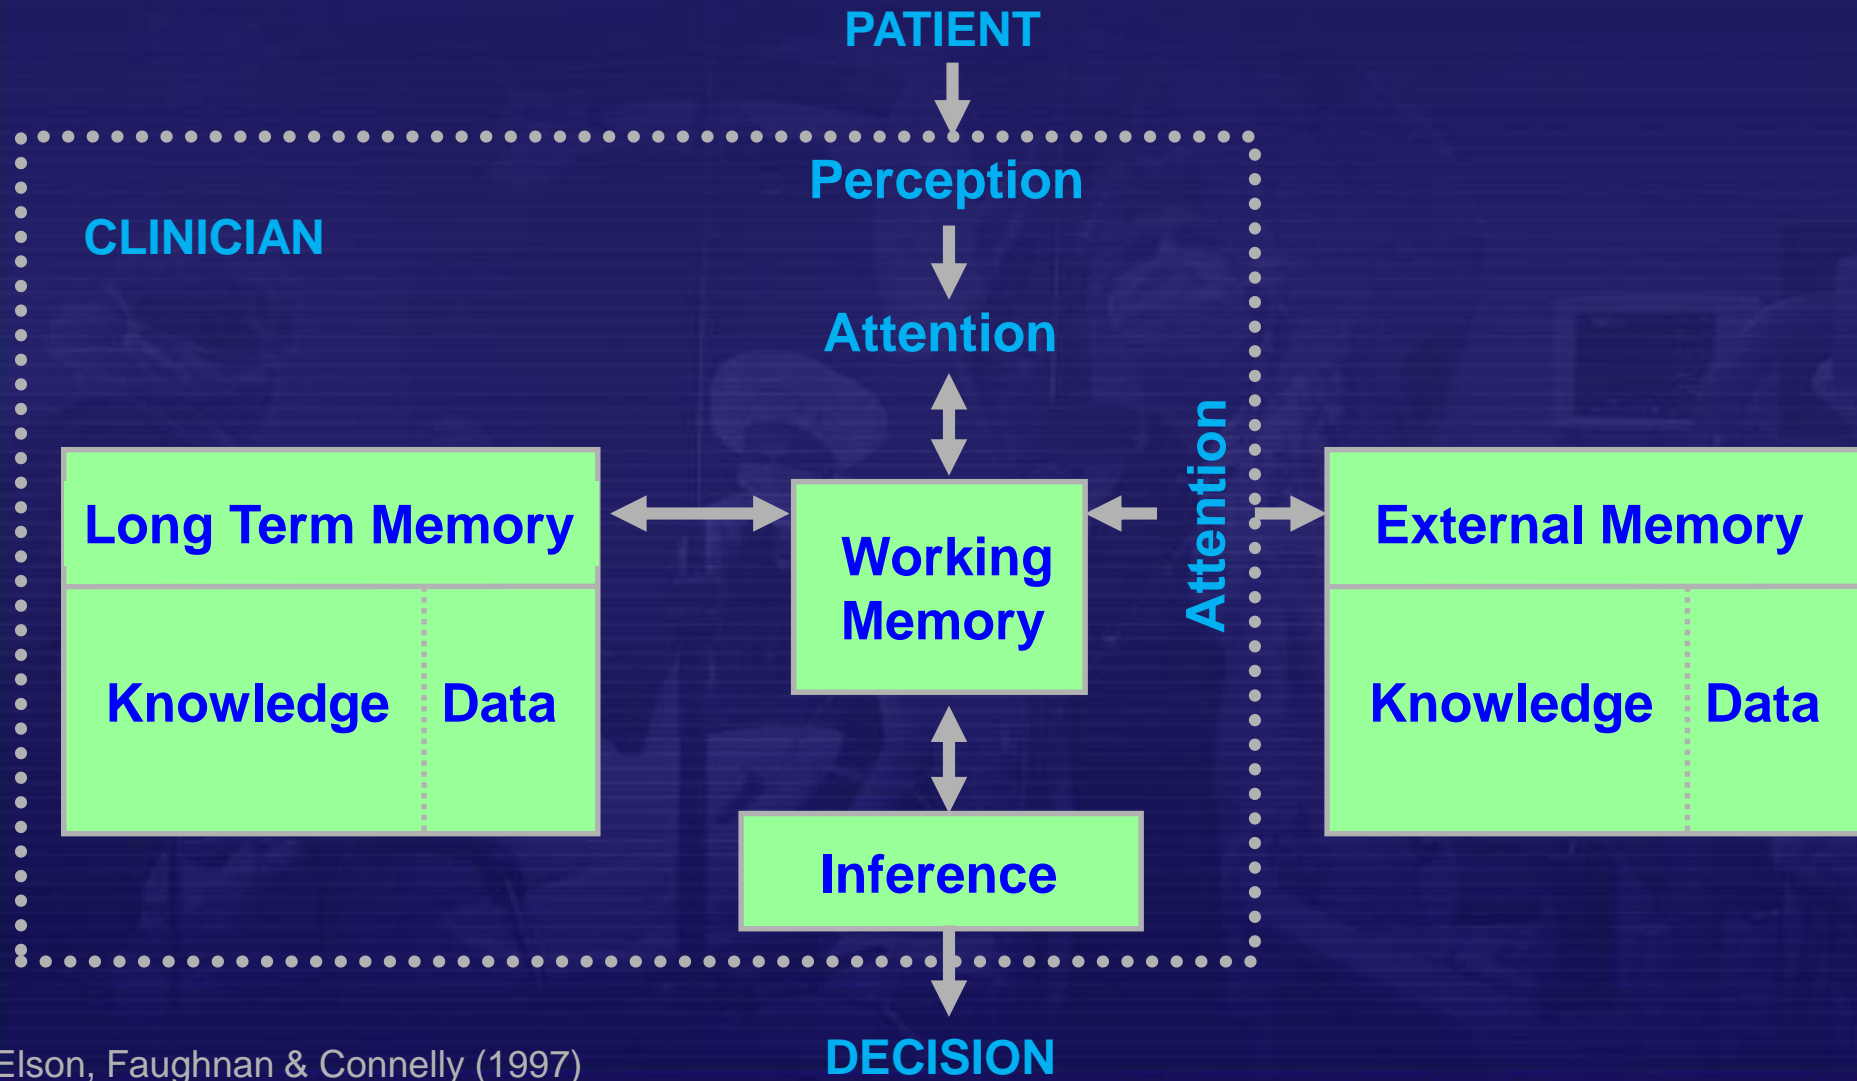 PATIENT
Perception
CLINICIAN
Attention
Attention
Long Term Memory
Working
Memory
External Memory
Knowledge
Data
Knowledge
Data
Inference
DECISION
Elson, Faughnan & Connelly (1997)